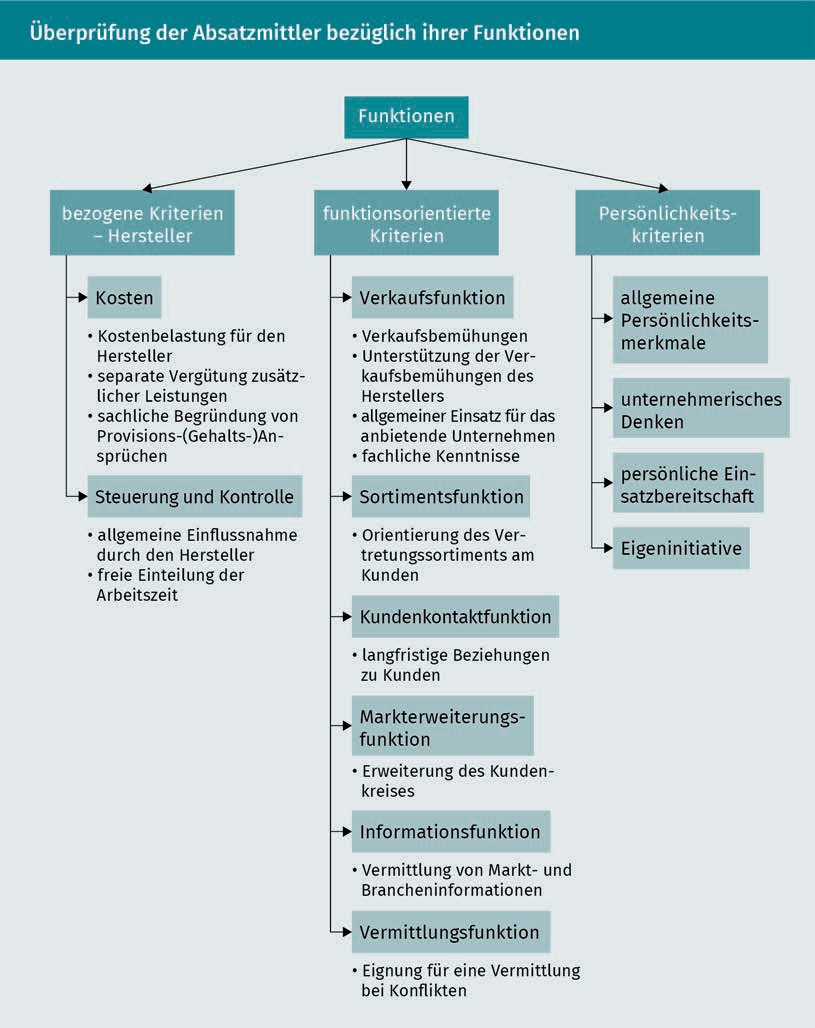 Überprüfung der Absatzmittler bezüglich ihrer Funktionen
Funktionen
bezogene Kriterien
– Hersteller
Kosten
• Kostenbelastung für den
Hersteller
• separate Vergütung zusätz-
licher Leistungen
• sachliche Begründung von
Provisions-(Gehalts-)An-
sprüchen
Steuerung und Kontrolle
• allgemeine Einflussnahme
durch den Hersteller
• freie Einteilung der
Arbeitszeit
funktionsorientierte
Kriterien
Verkaufsfunktion
• Verkaufsbemühungen
• Unterstützung der Ver-
kaufsbemühungen des
Herstellers
• allgemeiner Einsatz für das
anbietende Unternehmen
• fachliche Kenntnisse
Sortimentsfunktion
• Orientierung des Ver-
tretungssortiments am
Kunden
Kundenkontaktfunktion
• langfristige Beziehungen
zu Kunden
Markterweiterungs-
funktion
• Erweiterung des Kunden-
kreises
Informationsfunktion
• Vermittlung von Markt- und
Brancheninformationen
Vermittlungsfunktion
• Eignung für eine Vermittlung
bei Konflikten
Persönlichkeits-
kriterien
allgemeine
Persönlichkeits-
merkmale
unternehmerisches
Denken
persönliche Ein-
satzbereitschaft
Eigeninitiative